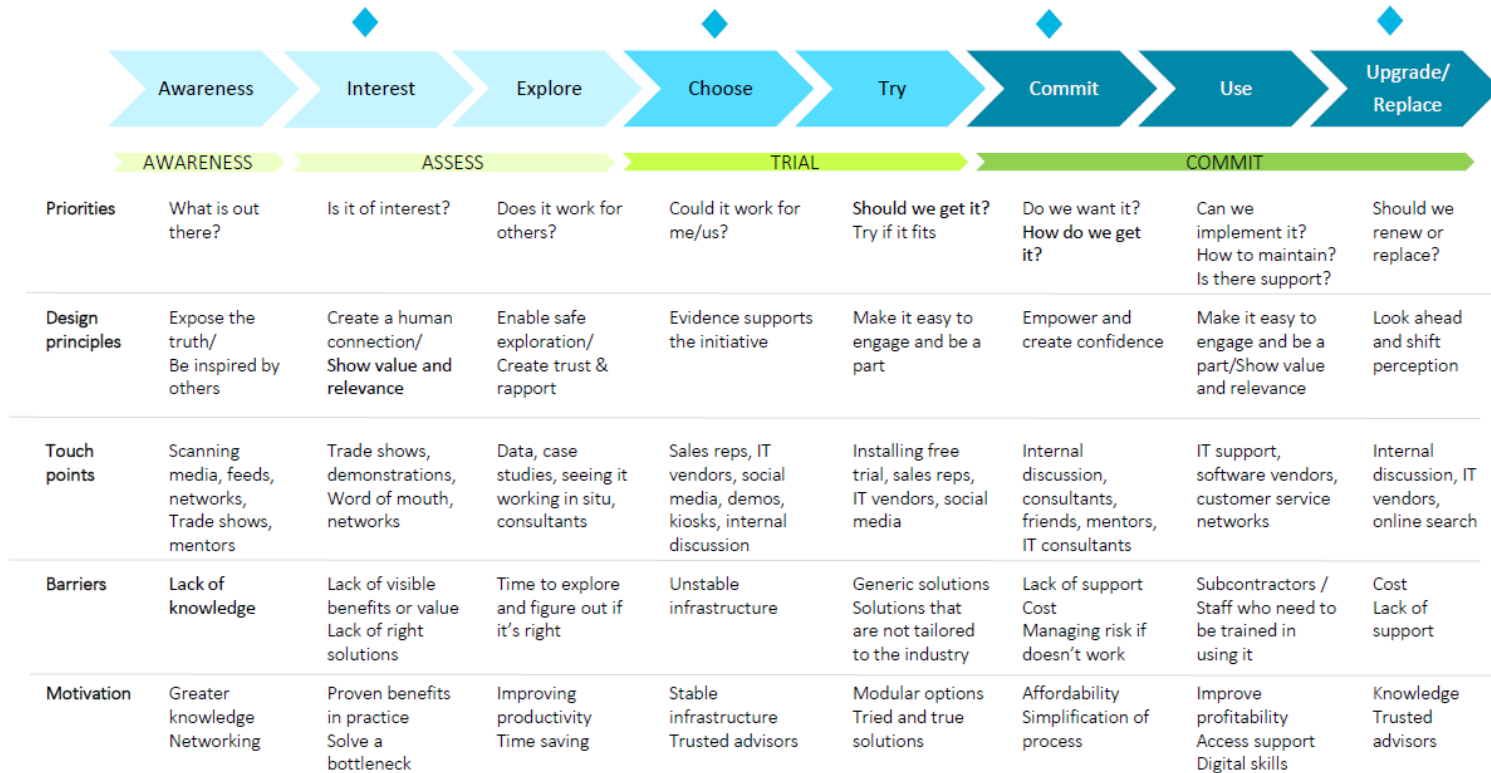 Awareness
Interest
Explore
Choose
Try
Commit
Use
Upgrade/
Replace
AWARENESS
ASSESS
TRIAL
COMMIT
Priorities
What is out
there?
Is it of interest?
Does it work for
others?
Could it work for
me/us?
Should we get it?
Try if it fits
Do we want it?
How do we get
it?
Can we
implement it?
How to maintain?
Is there support?
Should we
renew or
replace?
Design
principles
Expose the
truth/
Be inspired by
others
Create a human
connection/
Show value and
relevance
Enable safe
exploration/
Create trust &
rapport
Evidence supports
the initiative
Make it easy to
engage and be a
part
Empower and
create confidence
Make it easy to
engage and be a
part/Show value
and relevance
Look ahead
and shift
perception
Touch
points
Scanning
media, feeds,
networks,
Trade shows,
mentors
Trade shows,
demonstrations,
Word of mouth,
networks
Data, case
studies, seeing it
working in situ,
consultants
Sales reps, IT
vendors, social
media, demos,
kiosks, internal
discussion
Installing free
trial, sales reps,
IT vendors, social
media
Internal
discussion,
consultants,
friends, mentors,
IT consultants
IT support,
software vendors,
customer service
networks
Internal
discussion, IT
vendors,
online search
Barriers
Lack of
knowledge
Lack of visible
benefits or value
Lack of right
solutions
Time to explore
and figure out if
it's right
Unstable
infrastructure
Generic solutions
Solutions that
are not tailored
to the industry
Lack of support
Cost
Managing risk if
doesn't work
Subcontractors /
Staff who need to
be trained in
using it
Cost
Lack of
support
Motivation
Greater
knowledge
Networking
Proven benefits
in practice
Solve a
bottleneck
Improving
productivity
Time saving
Stable
infrastructure
Trusted advisors
Modular options
Tried and true
solutions
Affordability
Simplification of
process
Improve
profitability
Access support
Digital skills
Knowledge
Trusted
advisors